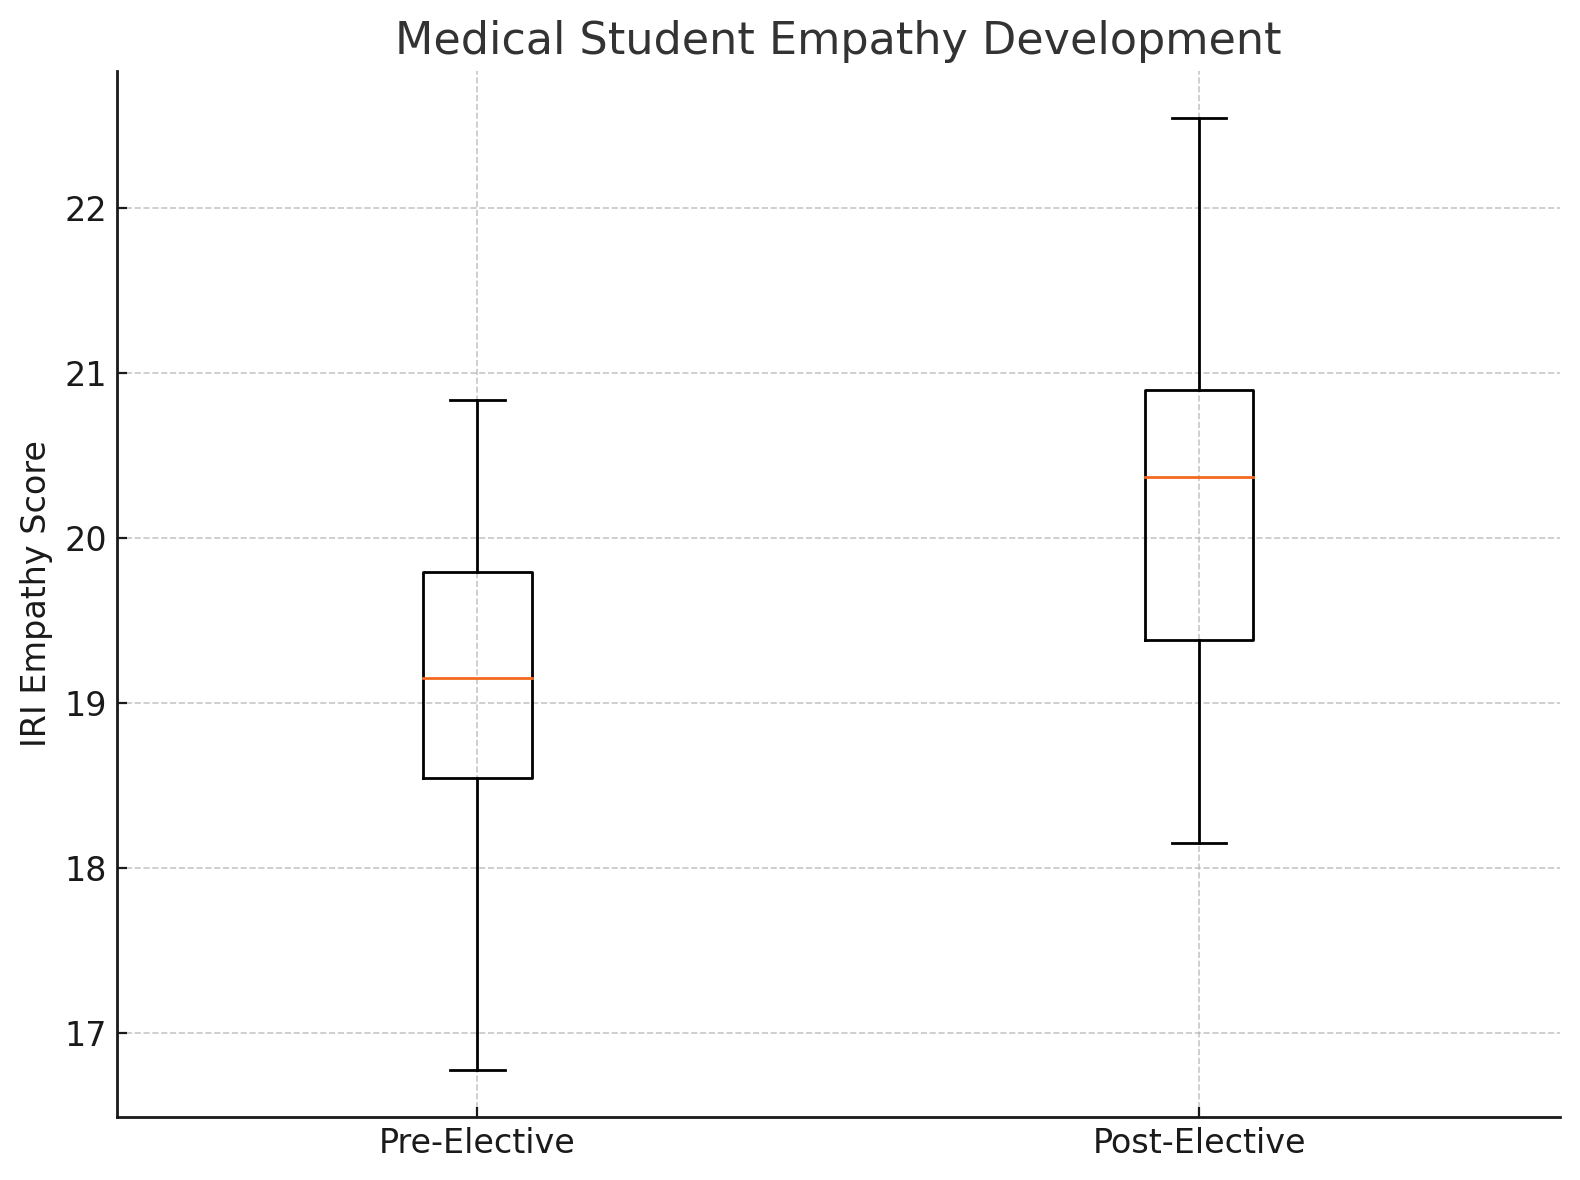 Medical Student Empathy Development
IRI Empathy Score
22
21
20
19
18
17
Pre-Elective
Post-Elective